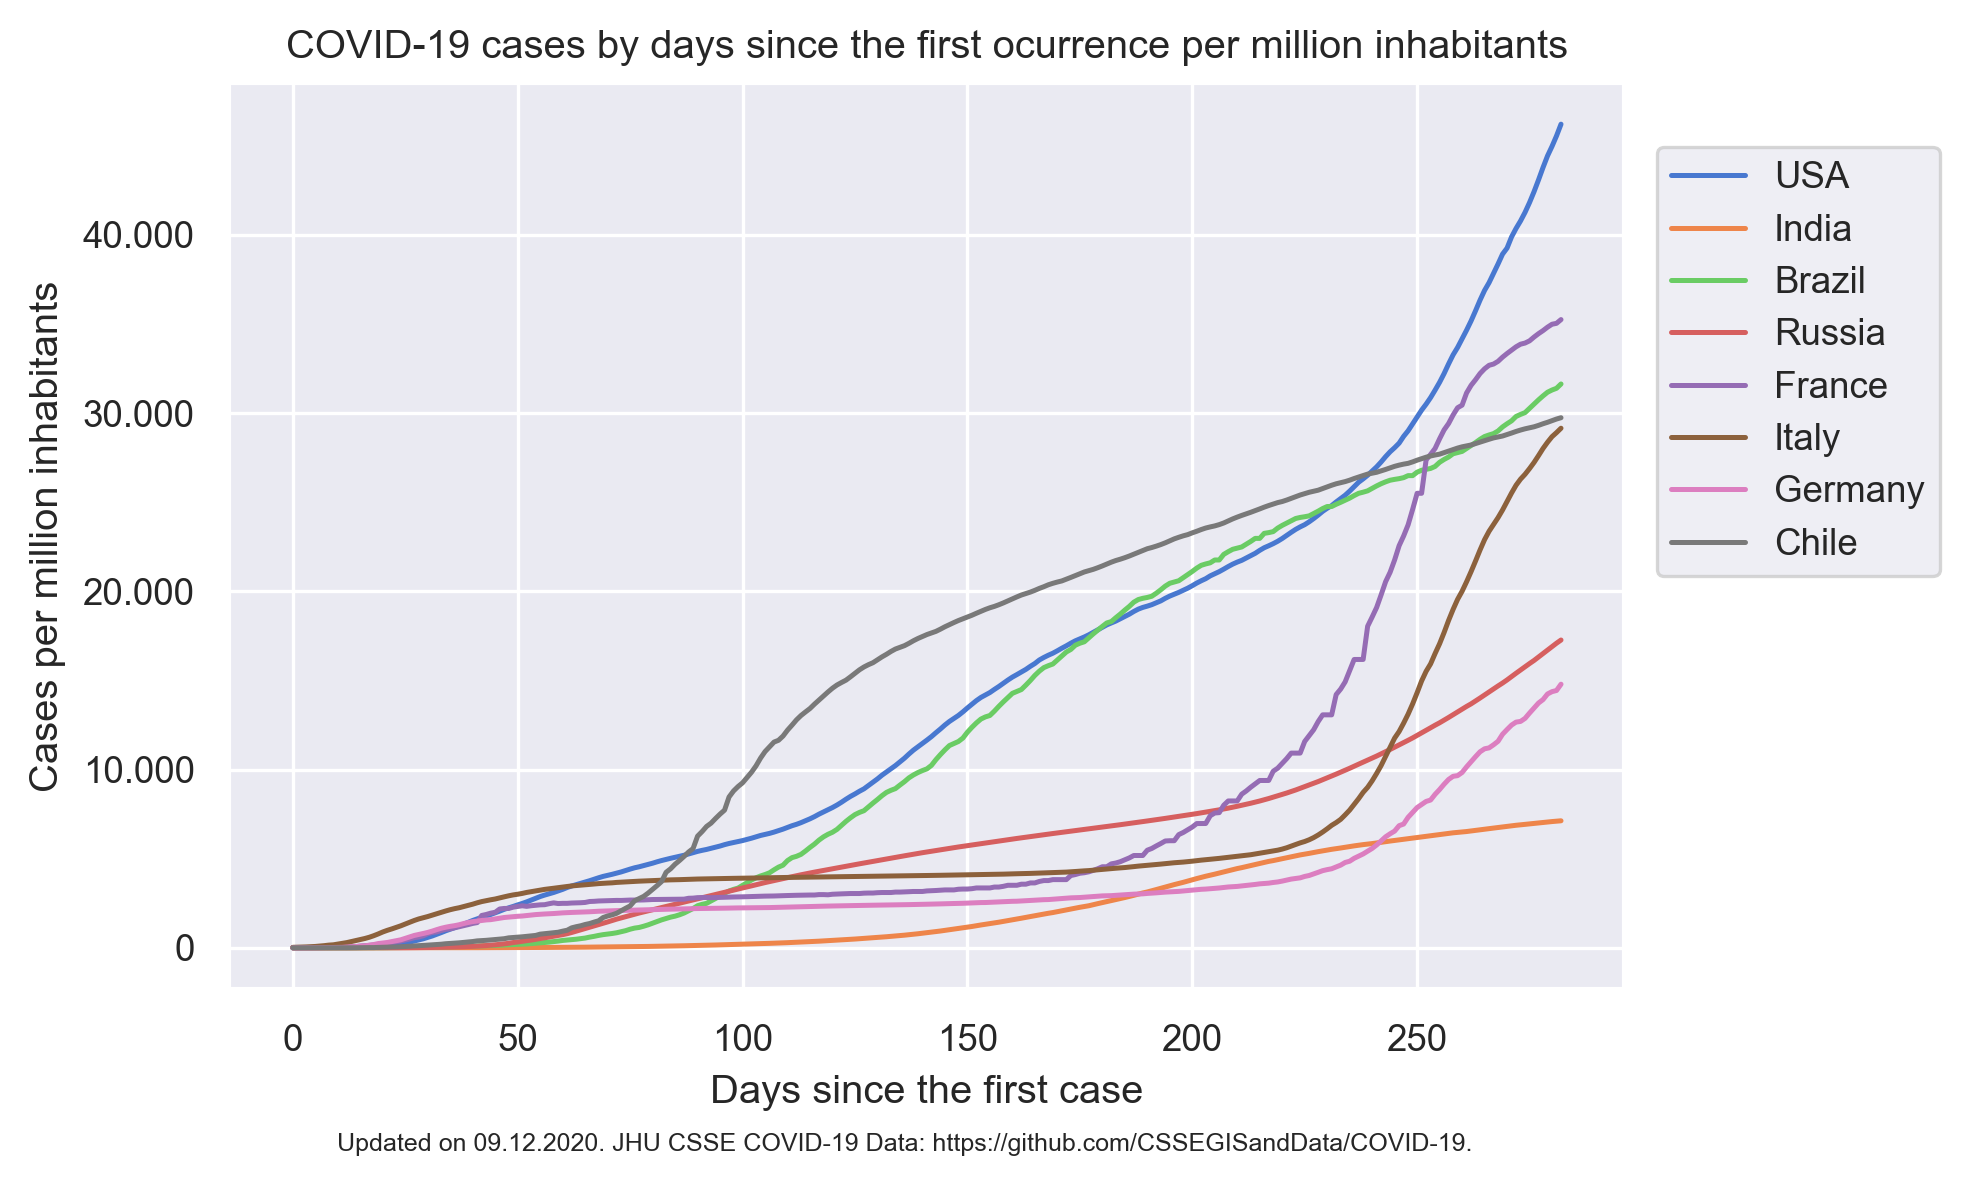 COVID-19 cases by days since the first ocurrence per million inhabitants
Cases per million inhabitants
40.000
30.000
20.000
10.000
0
0 50 100 150 200 250
Days since the first case
USA
India
Brazil
Russia
France
Italy
Germany
Chile
Updated on 09.12.2020. JHU CSSE COVID-19 Data: https://github.com/CSSEGISandData/COVID-19.